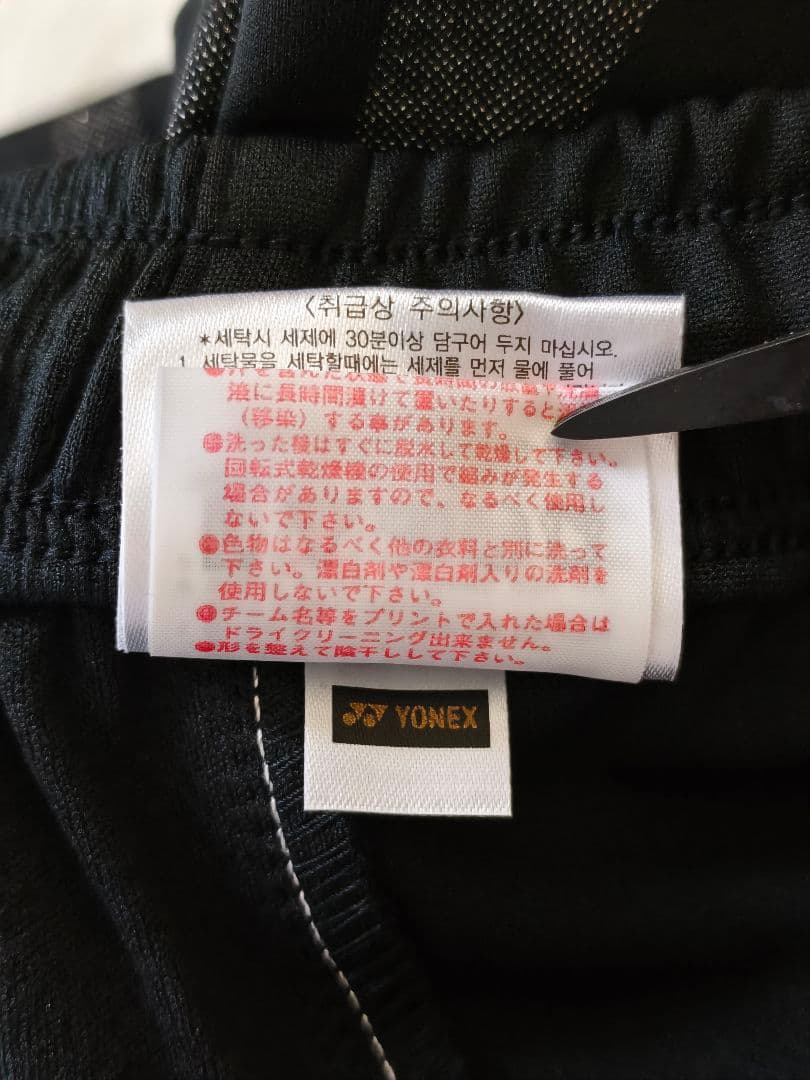 <취급상 주의사항>
*세탁시 세제에 30분이상 담구어 두지 마십시오.
1. 세탁물을 세탁할때에는 세제를 먼저 물에 풀어
液に長時間漬けて置いたりすると
（移染）する事があります。
●洗った後はすぐに脱水して乾燥して下さい。
回転式乾燥機の使用で縮みが発生する
場合がありますので、なるべく使用し
ないで下さい。
●色物はなるべく他の衣料と別に洗って
下さい。漂白剤や漂白剤入りの洗剤を
使用しないで下さい。
●チーム名等をプリントで入れた場合は
ドライクリーニング出来ません。
●形を整えて陰干しして下さい。
YONEX